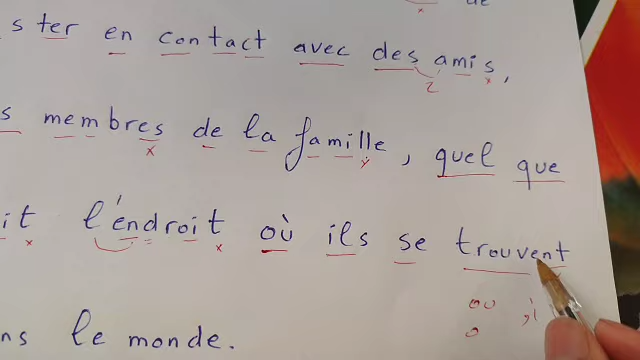 de
ster en contact avec des amis,
s membres de la famille, quel que
it l'endroit où ils se trouvent
ns le monde.